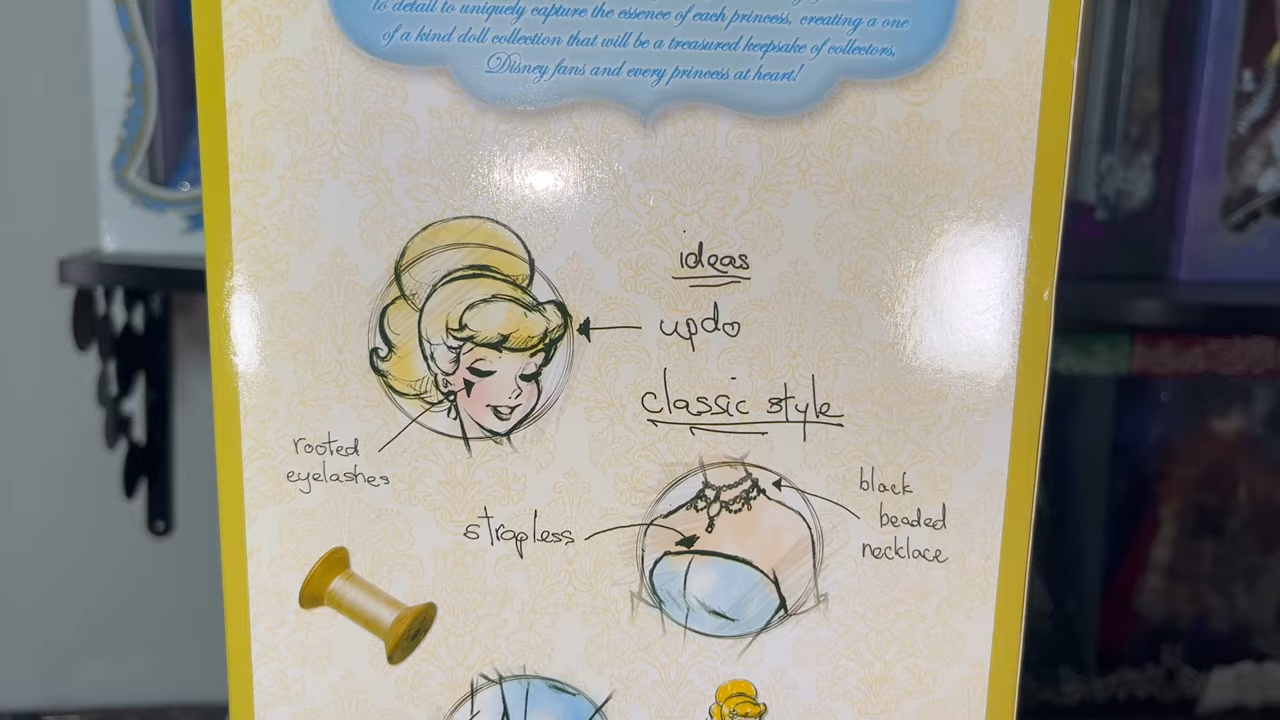 to detail to uniquely capture the essence of each princess, creating a one
of a kind doll collection that will be a treasured keepsake of collectors,
Disney fans and every princess at heart!
ideas
updo
classic style
rooted
eyelashes
strapless
black
beaded
necklace